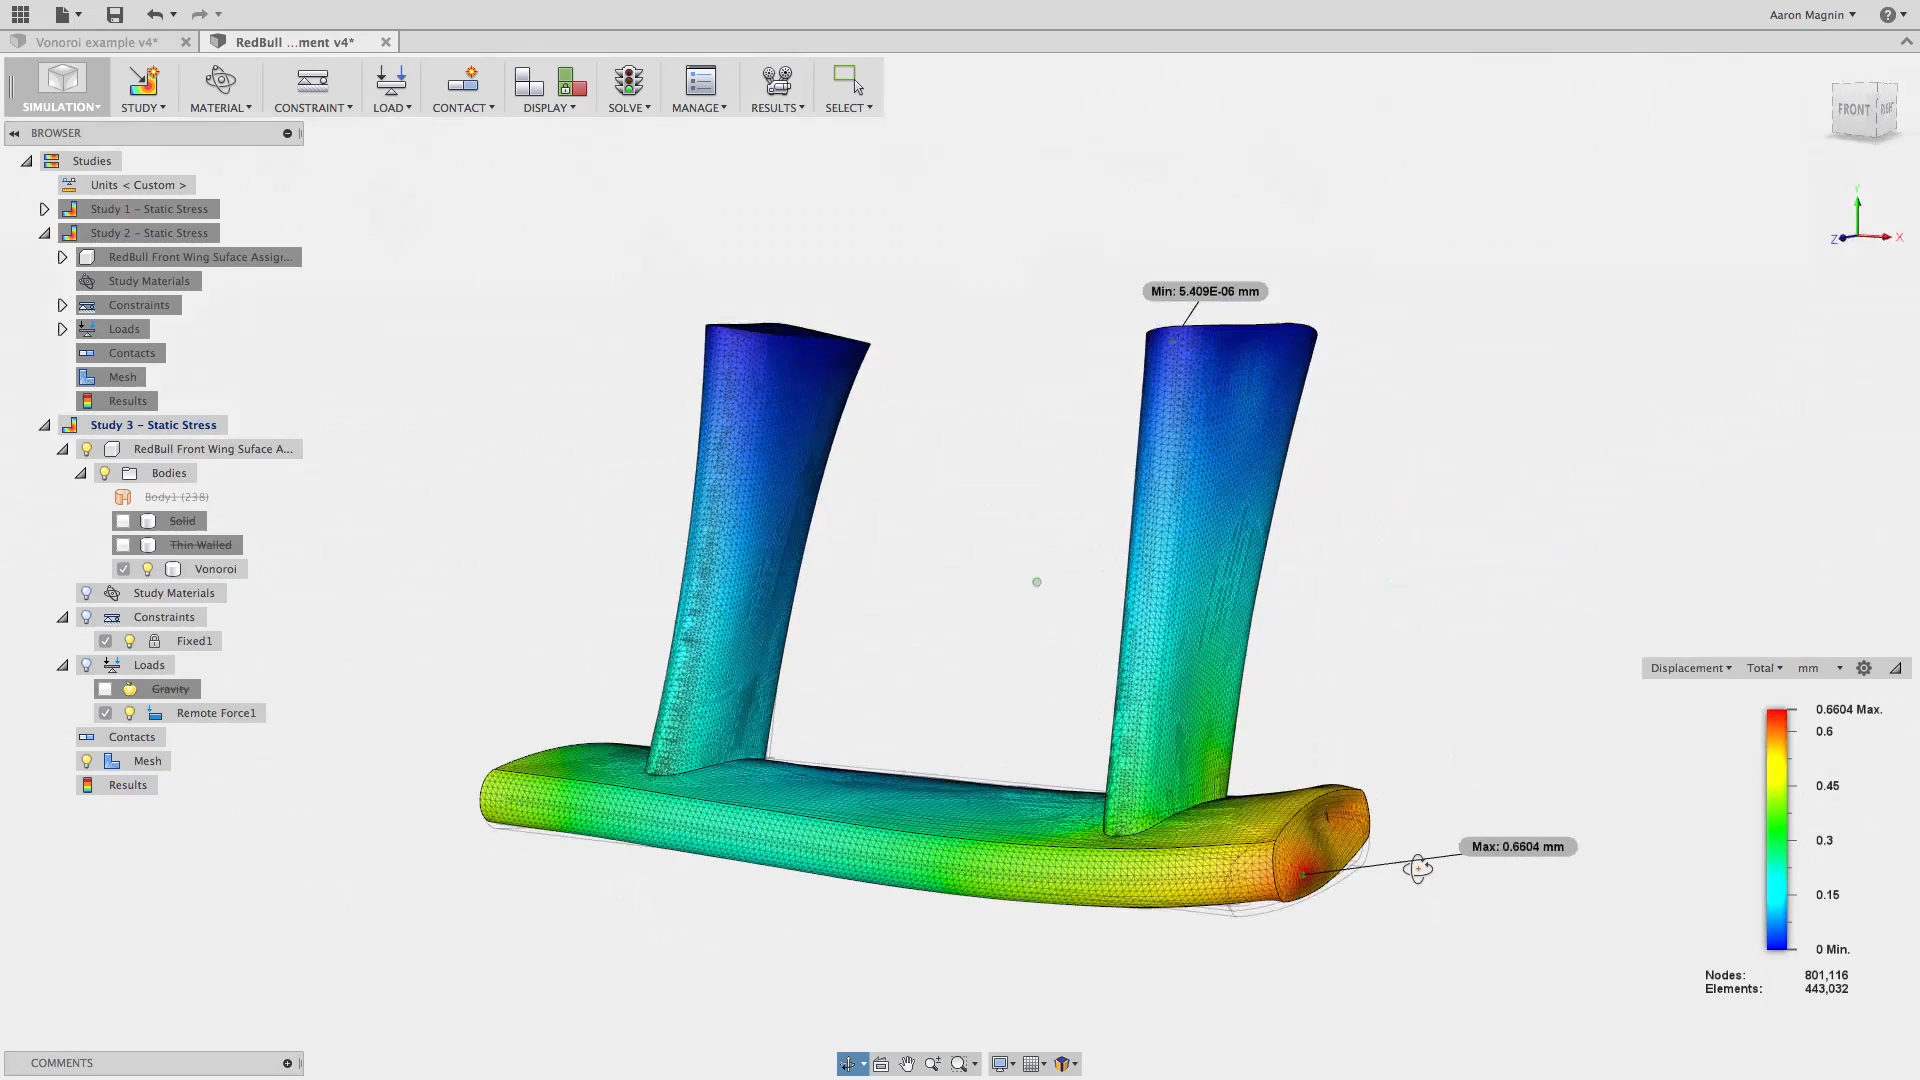 Aaron Magnin
?
Vonoroi example v4*
RedBull ...ment v4*
SIMULATION
STUDY
MATERIAL
CONSTRAINT
LOAD
CONTACT
DISPLAY
SOLVE
MANAGE
RESULTS
SELECT
FRONT
RIGHT
BROWSER
Studies
Units < Custom >
Study 1 - Static Stress
Study 2 - Static Stress
RedBull Front Wing Suface Assigr...
Study Materials
Constraints
Loads
Contacts
Mesh
Results
Study 3 - Static Stress
RedBull Front Wing Suface A...
Bodies
Body1 (238)
Solid
Thin Walled
Vonoroi
Study Materials
Constraints
Fixed1
Loads
Gravity
Remote Force1
Contacts
Mesh
Results
Y
Z
X
Min: 5.409E-06 mm
Max: 0.6604 mm
Displacement Total mm
0.6604 Max.
0.6
0.45
0.3
0.15
0 Min.
Nodes: 801,116
Elements: 443,032
COMMENTS